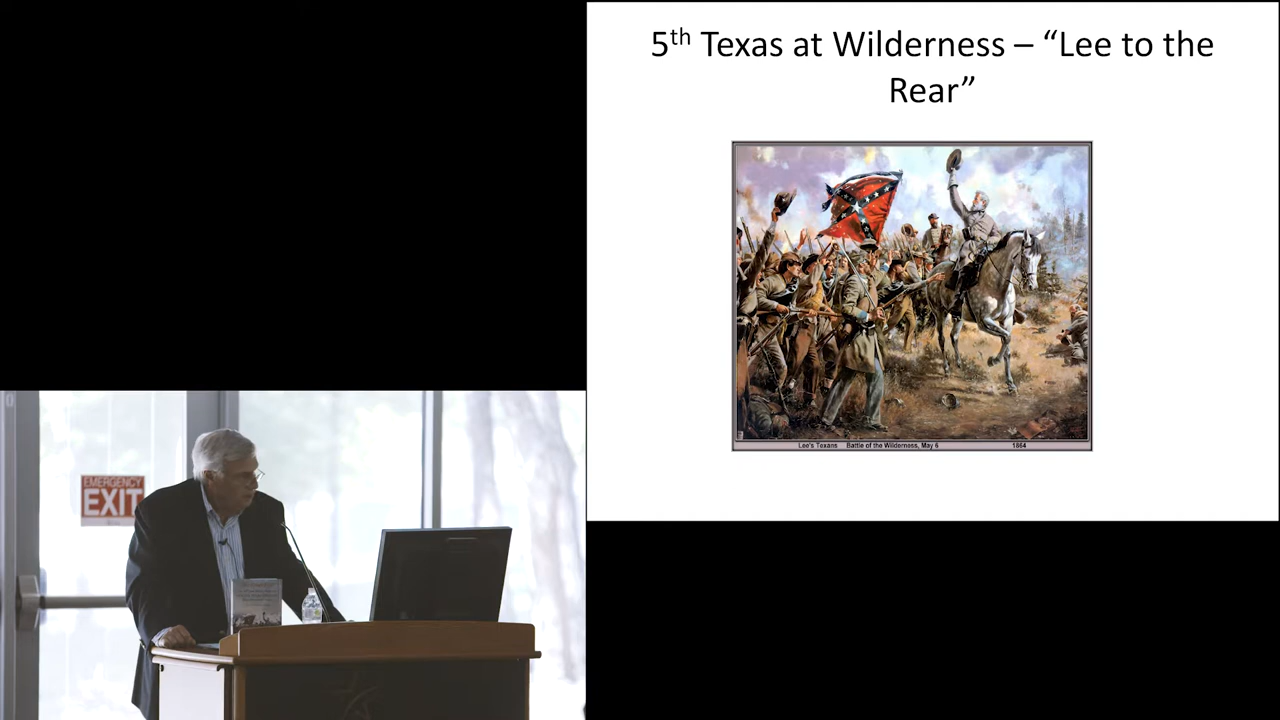 5th Texas at Wilderness – “Lee to the
Rear”
Lee's Texans Battle of the Wilderness, May 6 1864
EMERGENCY
EXIT